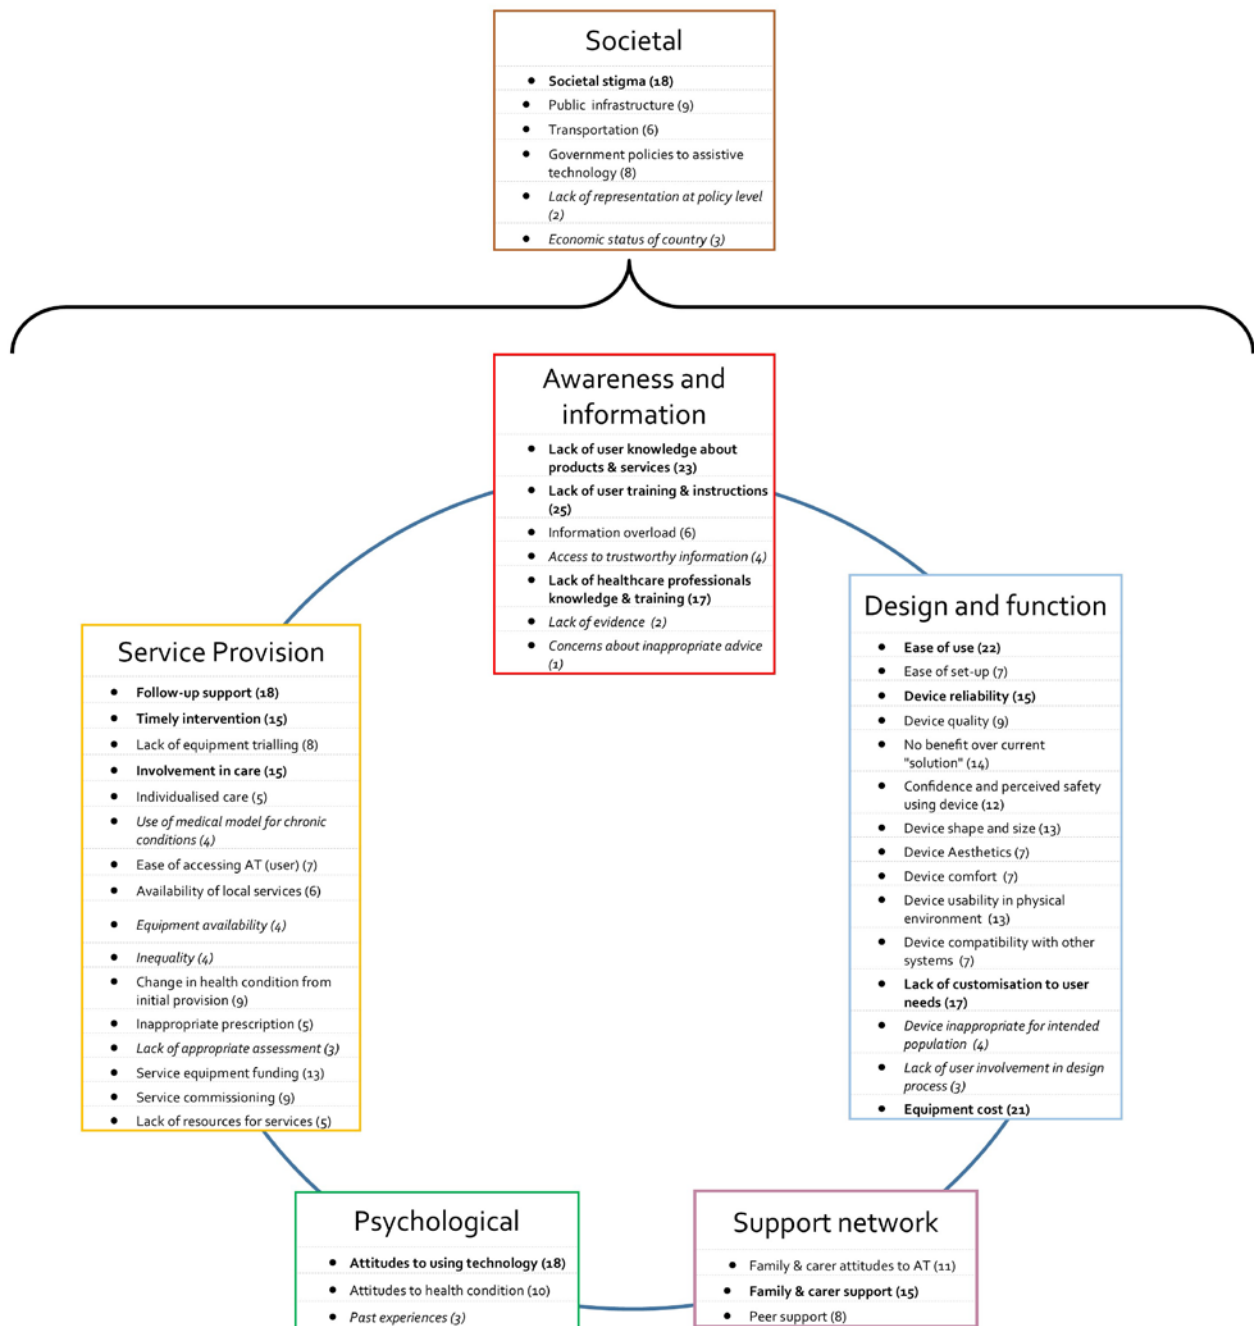 Societal
• Societal stigma (18)
• Public infrastructure (9)
• Transportation (6)
• Government policies to assistive
technology (8)
• Lack of representation at policy level
(2)
• Economic status of country (3)
Awareness and
information
• Lack of user knowledge about
products & services (23)
• Lack of user training & instructions
(25)
• Information overload (6)
• Access to trustworthy information (4)
• Lack of healthcare professionals
knowledge & training (17)
• Lack of evidence (2)
• Concerns about inappropriate advice
(1)
Design and function
• Ease of use (22)
• Ease of set-up (7)
• Device reliability (15)
• Device quality (9)
• No benefit over current
"solution" (14)
• Confidence and perceived safety
using device (12)
• Device shape and size (13)
• Device Aesthetics (7)
• Device comfort (7)
• Device usability in physical
environment (13)
• Device compatibility with other
systems (7)
• Lack of customisation to user
needs (17)
• Device inappropriate for intended
population (4)
• Lack of user involvement in design
process (3)
• Equipment cost (21)
Service Provision
• Follow-up support (18)
• Timely intervention (15)
• Lack of equipment trialling (8)
• Involvement in care (15)
• Individualised care (5)
• Use of medical model for chronic
conditions (4)
• Ease of accessing AT (user) (7)
• Availability of local services (6)
• Equipment availability (4)
• Inequality (4)
• Change in health condition from
initial provision (9)
• Inappropriate prescription (5)
• Lack of appropriate assessment (3)
• Service equipment funding (13)
• Service commissioning (9)
• Lack of resources for services (5)
Psychological
• Attitudes to using technology (18)
• Attitudes to health condition (10)
• Past experiences (3)
Support network
• Family & carer attitudes to AT (11)
• Family & carer support (15)
• Peer support (8)